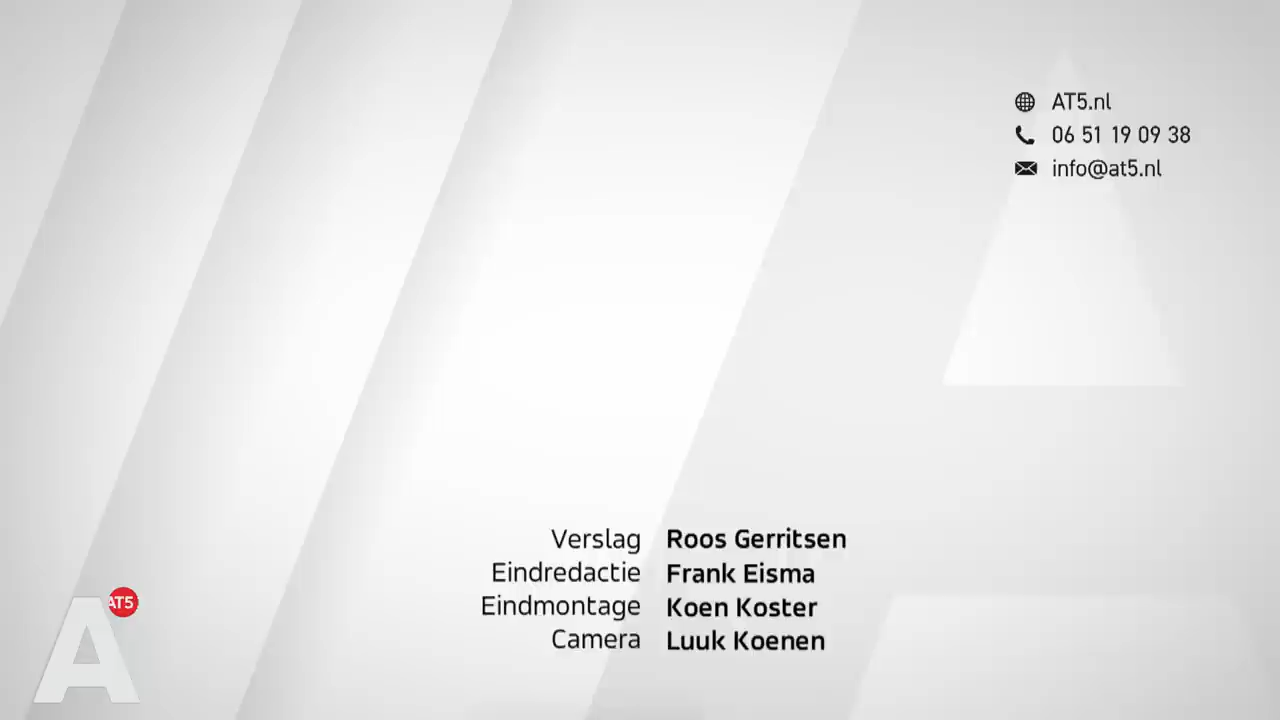 AT5.nl
06 51 19 09 38
info@at5.nl
Verslag Roos Gerritsen
Eindredactie Frank Eisma
Eindmontage Koen Koster
Camera Luuk Koenen
A AT5